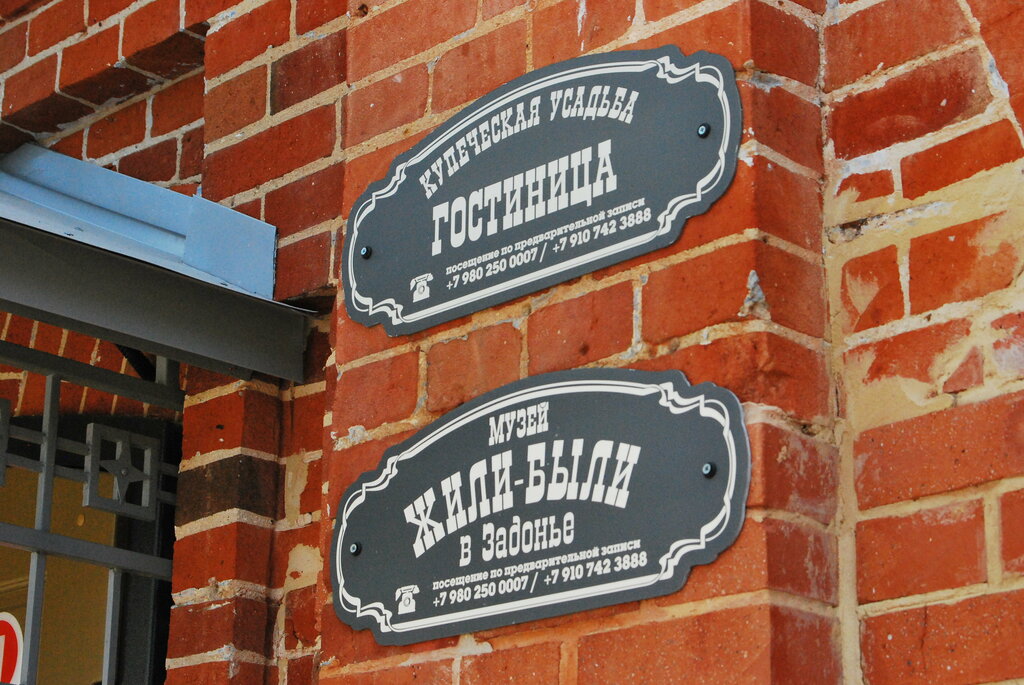 КУПЕЧЕСКАЯ УСАДЬБА
ГОСТИНИЦА
посещение по предварительной записи
+7 980 250 0007 / +7 910 742 3888
МУЗЕЙ
ЖИЛИ-БЫЛИ
в Задонье
посещение по предварительной записи
+7 980 250 0007 / +7 910 742 3888